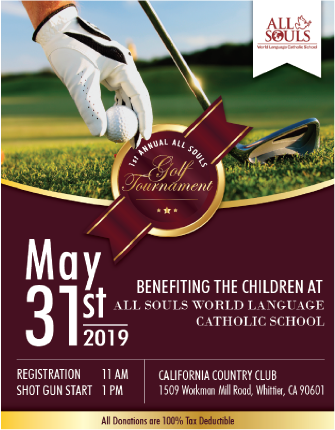 ALL
SOULS
World Language Catholic School
1st ANNUAL ALL SOULS
Golf
Tournament
May
31st
2019
BENEFITING THE CHILDREN AT
ALL SOULS WORLD LANGUAGE
CATHOLIC SCHOOL
REGISTRATION 11 AM
SHOT GUN START 1 PM
CALIFORNIA COUNTRY CLUB
1509 Workman Mill Road, Whittier, CA 90601
All Donations are 100% Tax Deductible